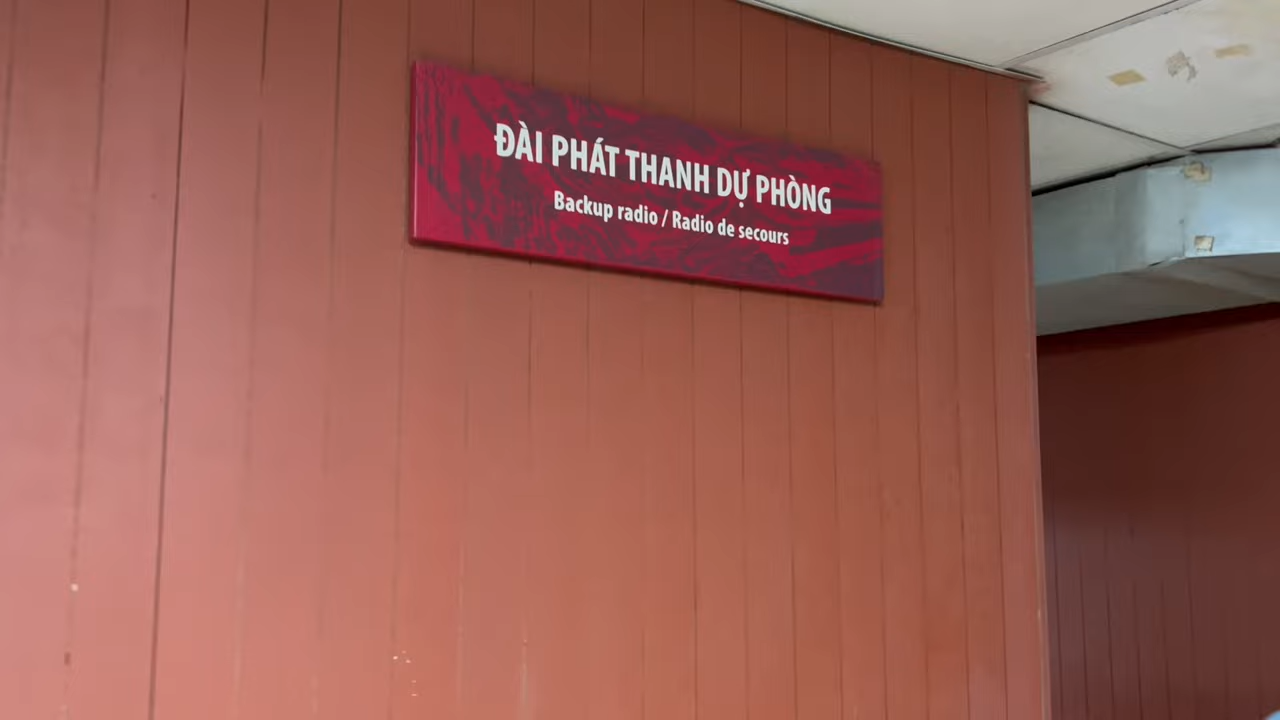 ĐÀI PHÁT THANH DỰ PHÒNG
Backup radio / Radio de secours